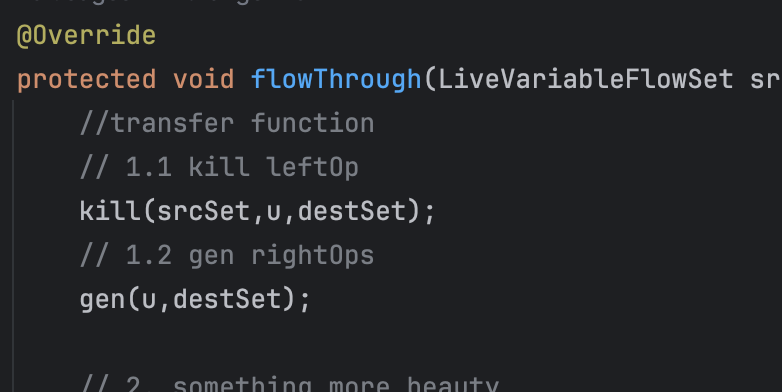 @Override
protected void flowThrough(LiveVariableFlowSet sr
//transfer function
// 1.1 kill leftOp
kill(srcSet,u,destSet);
// 1.2 gen rightOps
gen(u,destSet);
// 2. something more beauty